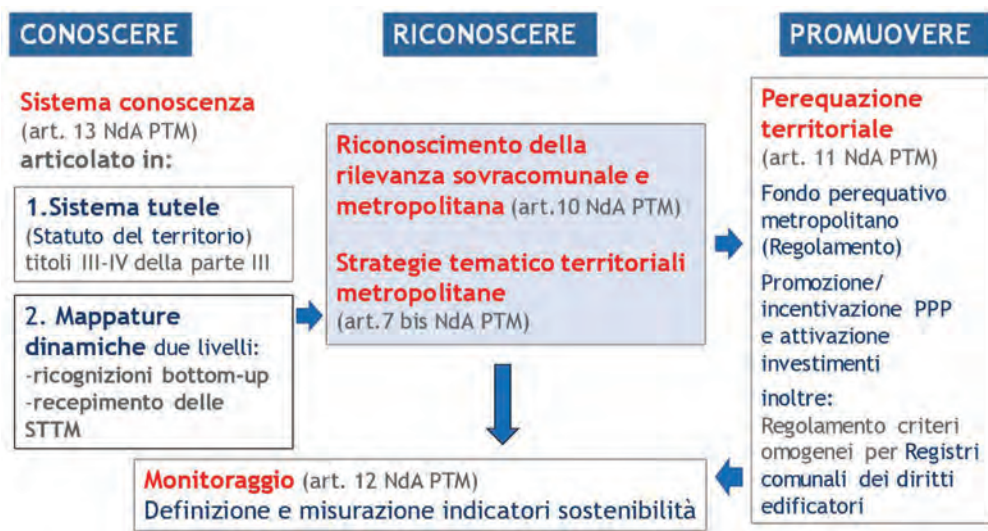 CONOSCERE
Sistema conoscenza
(art. 13 NdA PTM)
articolato in:
1.Sistema tutele
(Statuto del territorio)
titoli III-IV della parte III
2. Mappature
dinamiche due livelli:
-ricognizioni bottom-up
-recepimento delle
STTM
RICONOSCERE
Riconoscimento della
rilevanza sovracomunale e
metropolitana (art.10 NdA PTM)
Strategie tematico territoriali
metropolitane
(art.7 bis NdA PTM)
PROMUOVERE
Perequazione
territoriale
(art. 11 NdA PTM)
Fondo perequativo
metropolitano
(Regolamento)
Promozione/
incentivazione PPP
e attivazione
investimenti
inoltre:
Regolamento criteri
omogenei per Registri
comunali dei diritti
edificatori
Monitoraggio (art. 12 NdA PTM)
Definizione e misurazione indicatori sostenibilità